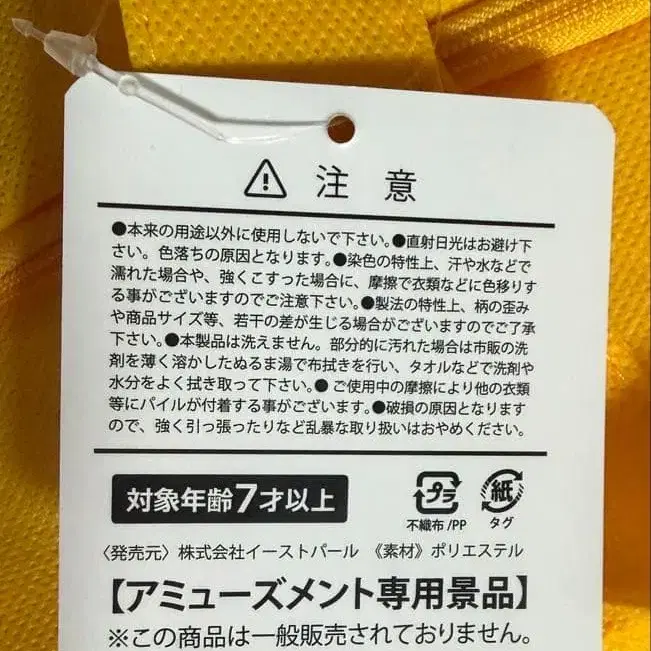 注意
●本来の用途以外に使用しないで下さい。●直射日光はお避け下
さい。色落ちの原因となります。●染色の特性上、汗や水などで
濡れた場合や、強くこすった場合に、摩擦で衣類などに色移りす
る事がございますのでご注意下さい。●製法の特性上、柄の歪み
や商品サイズ等、若干の差が生じる場合がございますのでご了承
下さい。●本製品は洗えません。部分的に汚れた場合は市販の洗
剤を薄く溶かしたぬるま湯で布拭きを行い、タオルなどで洗剤や
水分をよく拭き取って下さい。●ご使用中の摩擦により他の衣類
等にパイルが付着する事がございます。●破損の原因となります
ので、強く引っ張ったりなど乱暴な取り扱いはおやめください。
対象年齢7才以上
プラ 紙
不織布/PP タグ
〈発売元〉株式会社イーストパール 《素材》ポリエステル
【アミューズメント専用景品】
※この商品は一般販売されておりません。